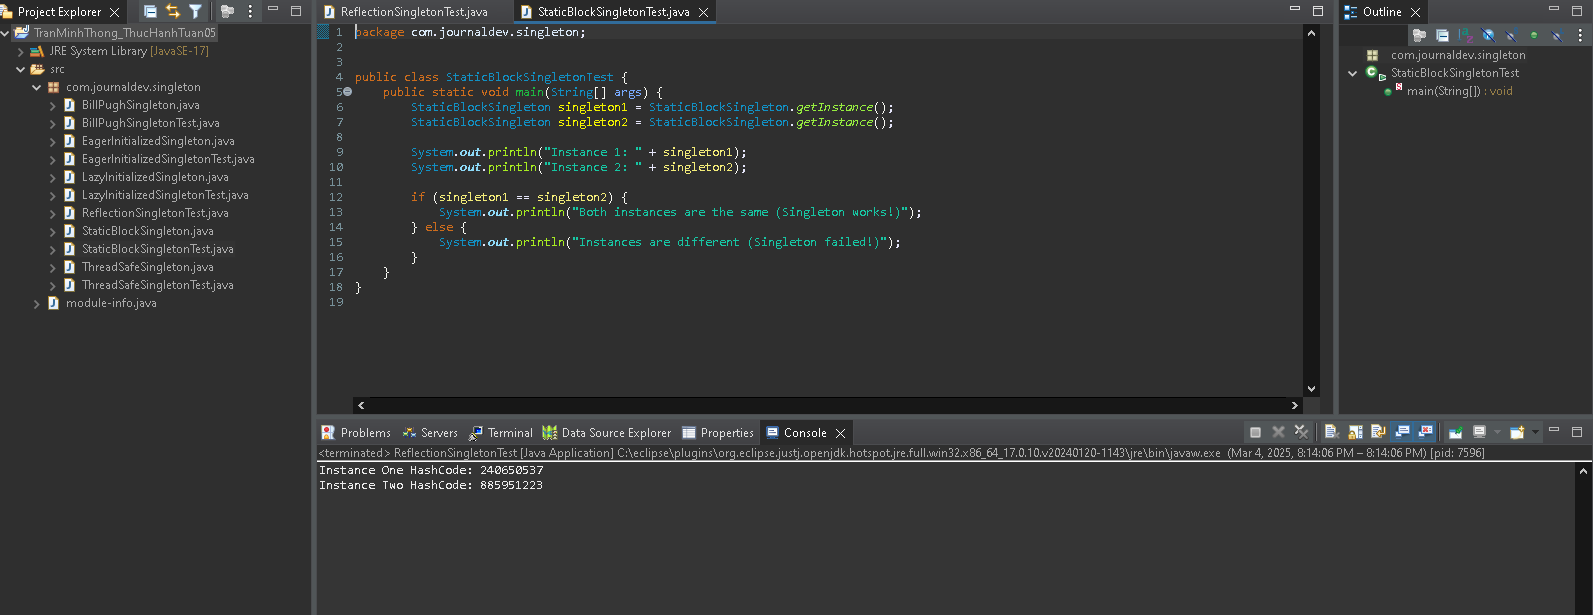 Project Explorer
TranMinhThong_ThucHanhTuan05
JRE System Library [JavaSE-17]
src
com.journaldev.singleton
BillPughSingleton.java
BillPughSingletonTest.java
EagerInitializedSingleton.java
EagerInitializedSingletonTest.java
LazyInitializedSingleton.java
LazyInitializedSingletonTest.java
ReflectionSingletonTest.java
StaticBlockSingleton.java
StaticBlockSingletonTest.java
ThreadSafeSingleton.java
ThreadSafeSingletonTest.java
module-info.java
ReflectionSingletonTest.java StaticBlockSingletonTest.java
1 package com.journaldev.singleton;
2
3
4 public class StaticBlockSingletonTest {
5 public static void main(String[] args) {
6 StaticBlockSingleton singleton1 = StaticBlockSingleton.getInstance();
7 StaticBlockSingleton singleton2 = StaticBlockSingleton.getInstance();
8
9 System.out.println("Instance 1: " + singleton1);
10 System.out.println("Instance 2: " + singleton2);
11
12 if (singleton1 == singleton2) {
13 System.out.println("Both instances are the same (Singleton works!)");
14 } else {
15 System.out.println("Instances are different (Singleton failed!)");
16 }
17 }
18 }
19
Outline
com.journaldev.singleton
StaticBlockSingletonTest
main(String[]) : void
Problems Servers Terminal Data Source Explorer Properties Console
<terminated> ReflectionSingletonTest [Java Application] C:\eclipse\plugins\org.eclipse.justj.openjdk.hotspot.jre.full.win32.x86_64_17.0.10.v20240120-1143\jre\bin\javaw.exe (Mar 4, 2025, 8:14:06 PM – 8:14:06 PM) [pid: 7596]
Instance One HashCode: 240650537
Instance Two HashCode: 885951223